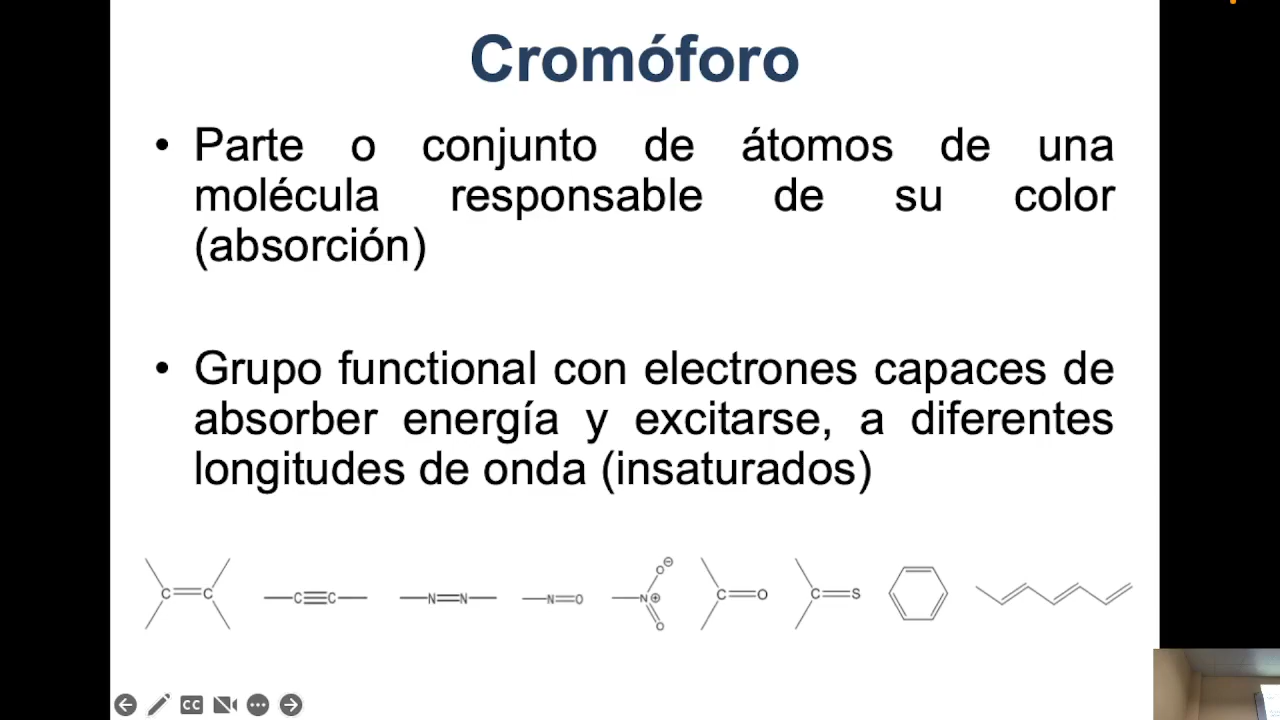 Cromóforo
• Parte o conjunto de átomos de una
molécula responsable de su color
(absorción)
• Grupo functional con electrones capaces de
absorber energía y excitarse, a diferentes
longitudes de onda (insaturados)
C C C C N N N O N O O C O C S
CC